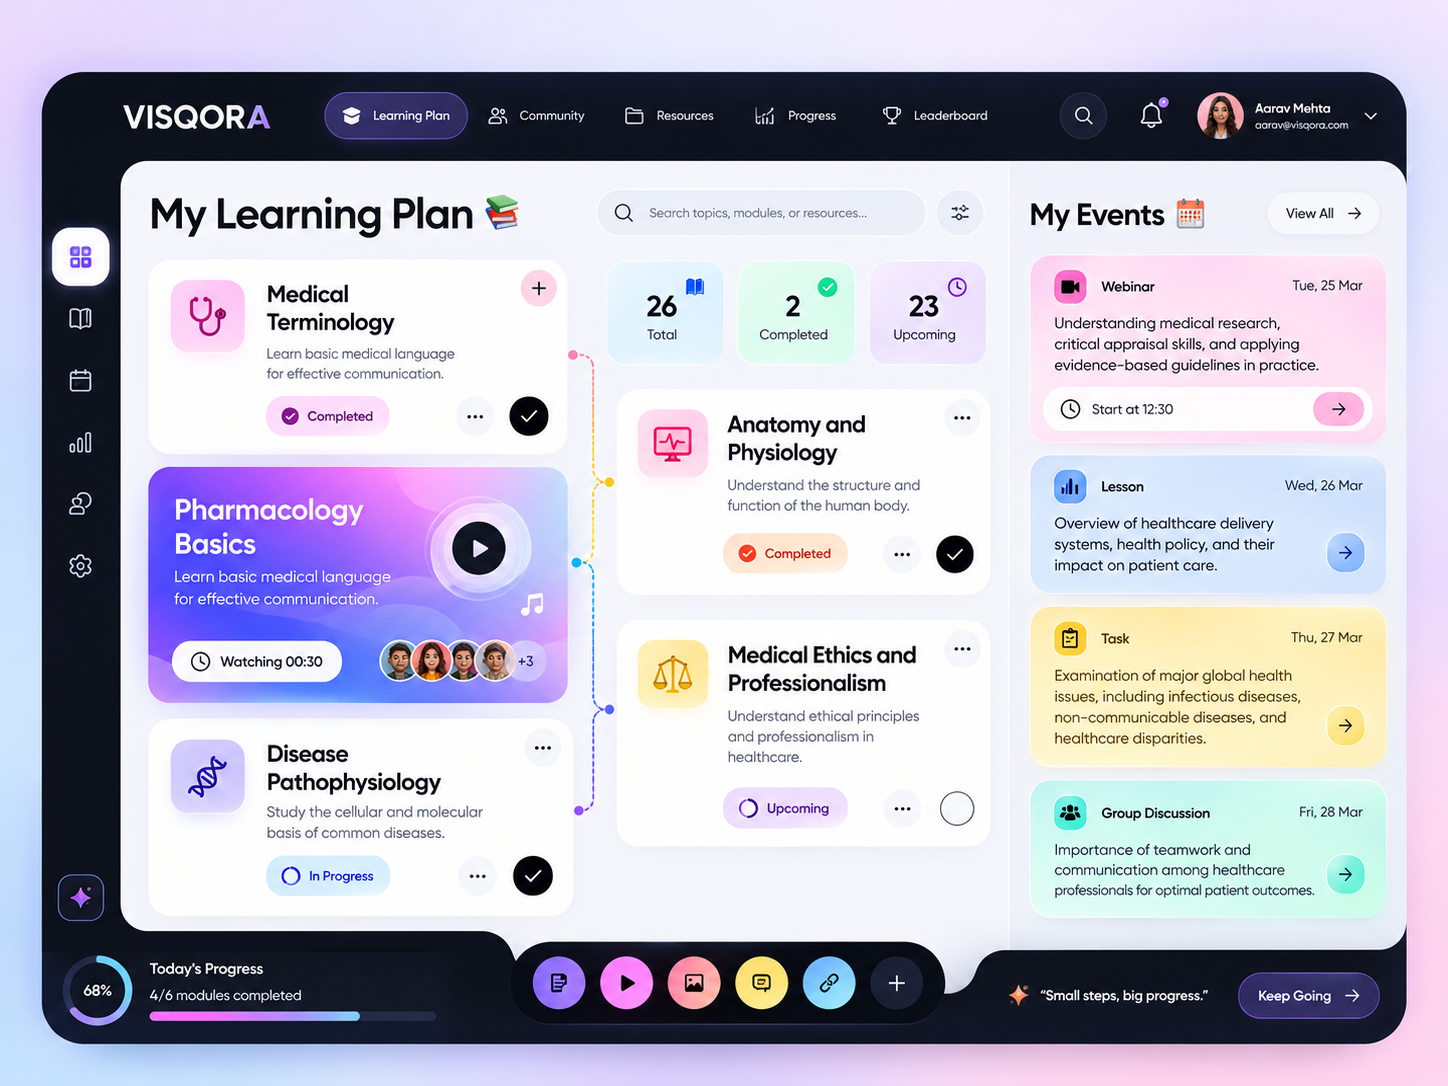 VISQORA
Learning Plan
Community
Resources
Progress
Leaderboard
Aarav Mehta
aarav@visqora.com
My Learning Plan
Search topics, modules, or resources...
Medical
Terminology
Learn basic medical language
for effective communication.
Completed
26
Total
2
Completed
23
Upcoming
Anatomy and
Physiology
Understand the structure and
function of the human body.
Completed
Pharmacology
Basics
Learn basic medical language
for effective communication.
Watching 00:30
+3
Medical Ethics and
Professionalism
Understand ethical principles
and professionalism in
healthcare.
Upcoming
Disease
Pathophysiology
Study the cellular and molecular
basis of common diseases.
In Progress
My Events
View All
Webinar
Tue, 25 Mar
Understanding medical research,
critical appraisal skills, and applying
evidence-based guidelines in practice.
Start at 12:30
Lesson
Wed, 26 Mar
Overview of healthcare delivery
systems, health policy, and their
impact on patient care.
Task
Thu, 27 Mar
Examination of major global health
issues, including infectious diseases,
non-communicable diseases, and
healthcare disparities.
Group Discussion
Fri, 28 Mar
Importance of teamwork and
communication among healthcare
professionals for optimal patient outcomes.
68%
Today's Progress
4/6 modules completed
“Small steps, big progress.”
Keep Going